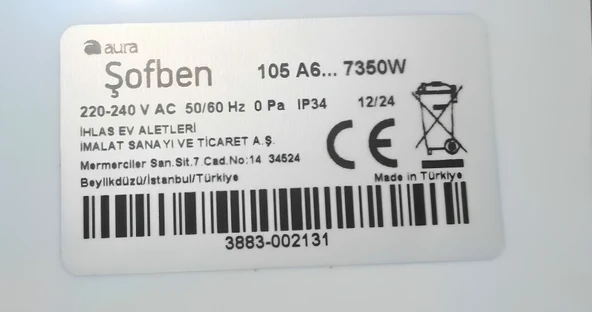 aura
Şofben 105 A6... 7350W
220-240 V AC 50/60 Hz 0 Pa IP34 12/24
İHLAS EV ALETLERİ
İMALAT SANAYİ VE TİCARET A.Ş.
Mermerciler San.Sit.7 Cad.No:14 34524
Beylikdüzü/İstanbul/Türkiye
CE
Made in Türkiye
3883-002131